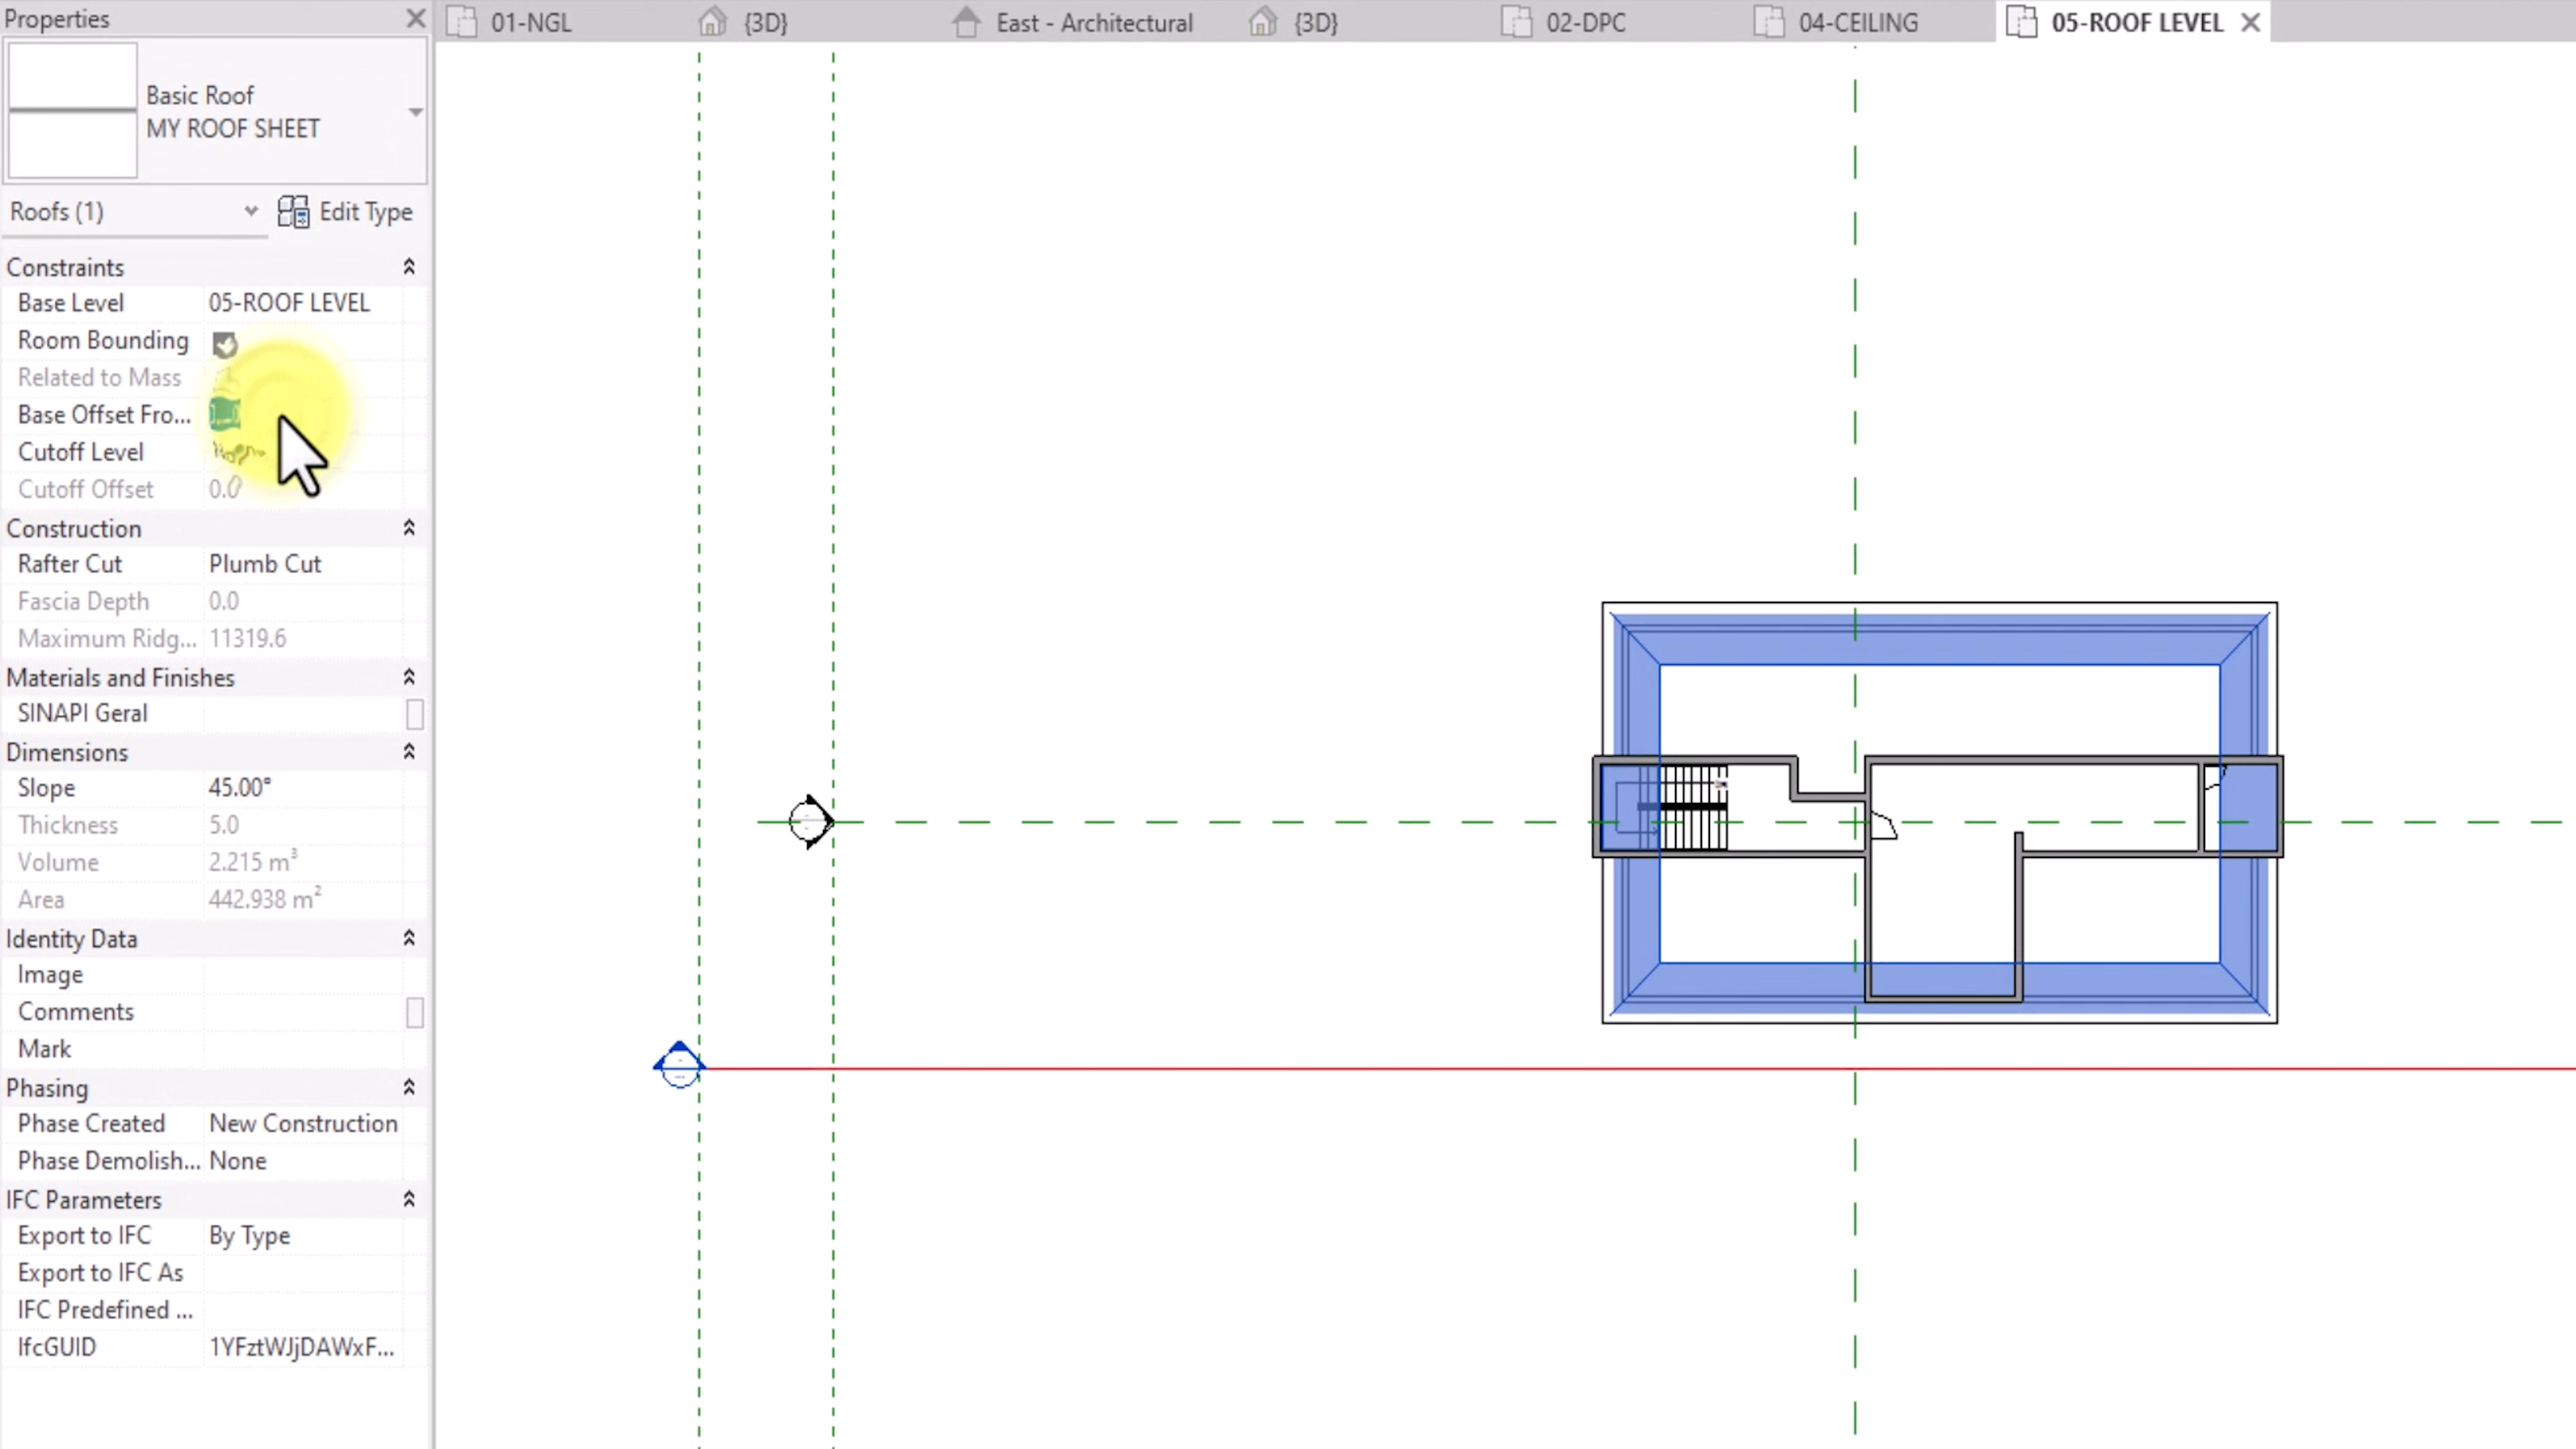 Properties
01-NGL
{3D}
East - Architectural
{3D}
02-DPC
04-CEILING
05-ROOF LEVEL
Basic Roof
MY ROOF SHEET
Roofs (1)
Edit Type
Constraints
Base Level 05-ROOF LEVEL
Room Bounding
Related to Mass
Base Offset Fro...
Cutoff Level
Cutoff Offset 0.0
Construction
Rafter Cut Plumb Cut
Fascia Depth 0.0
Maximum Ridg... 11319.6
Materials and Finishes
SINAPI Geral
Dimensions
Slope 45.00°
Thickness 5.0
Volume 2.215 m³
Area 442.938 m²
Identity Data
Image
Comments
Mark
Phasing
Phase Created New Construction
Phase Demolish... None
IFC Parameters
Export to IFC By Type
Export to IFC As
IFC Predefined ...
IfcGUID 1YFztWJjDAWxF...